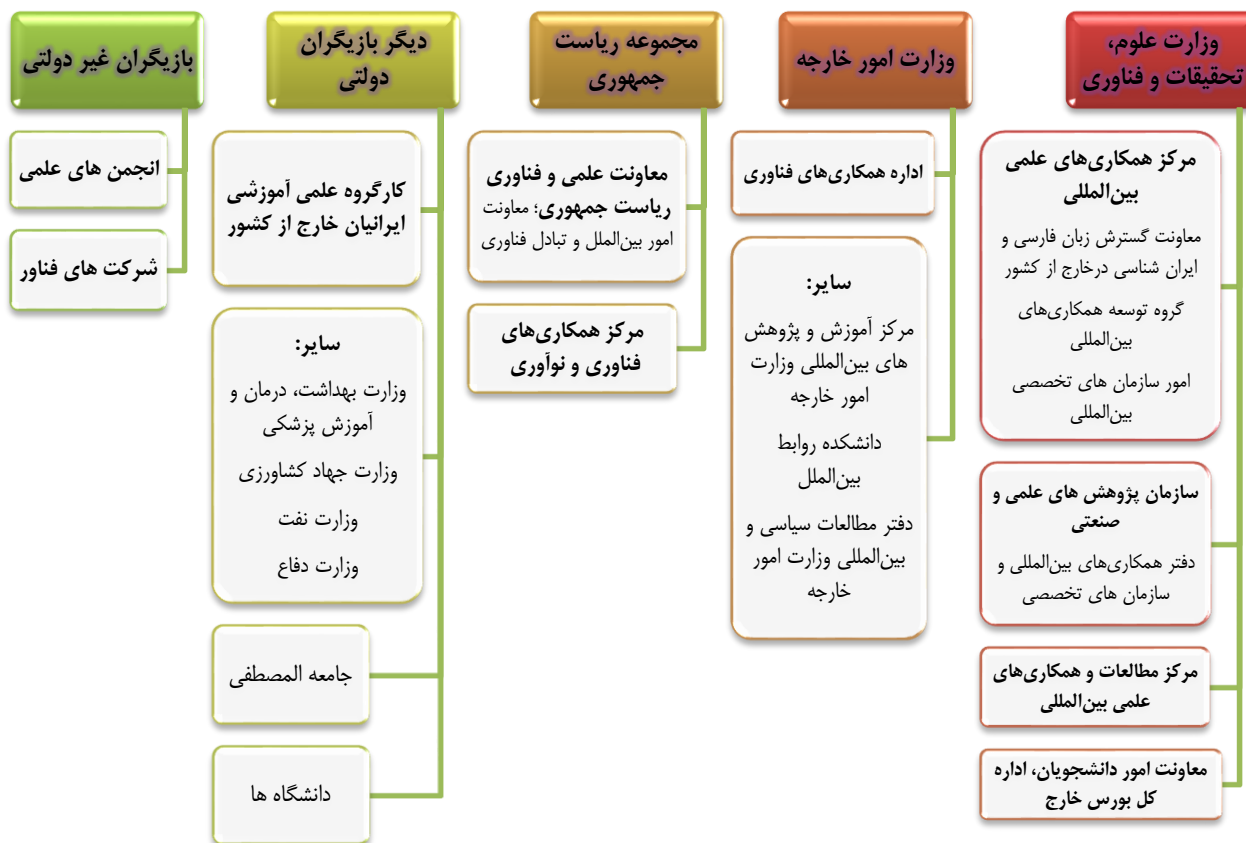 وزارت علوم،
تحقیقات و فناوری
مرکز همکاری‌های علمی
بین‌المللی
معاونت گسترش زبان فارسی و
ایران شناسی درخارج از کشور
گروه توسعه همکاری‌های
بین‌المللی
امور سازمان های تخصصی
بین‌المللی
سازمان پژوهش های علمی و
صنعتی
دفتر همکاری‌های بین‌المللی و
سازمان های تخصصی
مرکز مطالعات و همکاری‌های
علمی بین‌المللی
معاونت امور دانشجویان، اداره
کل بورس خارج
وزارت امور خارجه
اداره همکاری‌های فناوری
سایر:
مرکز آموزش و پژوهش
های بین‌المللی وزارت
امور خارجه
دانشکده روابط
بین‌الملل
دفتر مطالعات سیاسی و
بین‌المللی وزارت امور
خارجه
مجموعه ریاست
جمهوری
معاونت علمی و فناوری
ریاست جمهوری؛ معاونت
امور بین‌الملل و تبادل فناوری
مرکز همکاری‌های
فناوری و نوآوری
دیگر بازیگران
دولتی
کارگروه علمی آموزشی
ایرانیان خارج از کشور
سایر:
وزارت بهداشت، درمان و
آموزش پزشکی
وزارت جهاد کشاورزی
وزارت نفت
وزارت دفاع
جامعه المصطفی
دانشگاه ها
بازیگران غیر دولتی
انجمن های علمی
شرکت های فناور